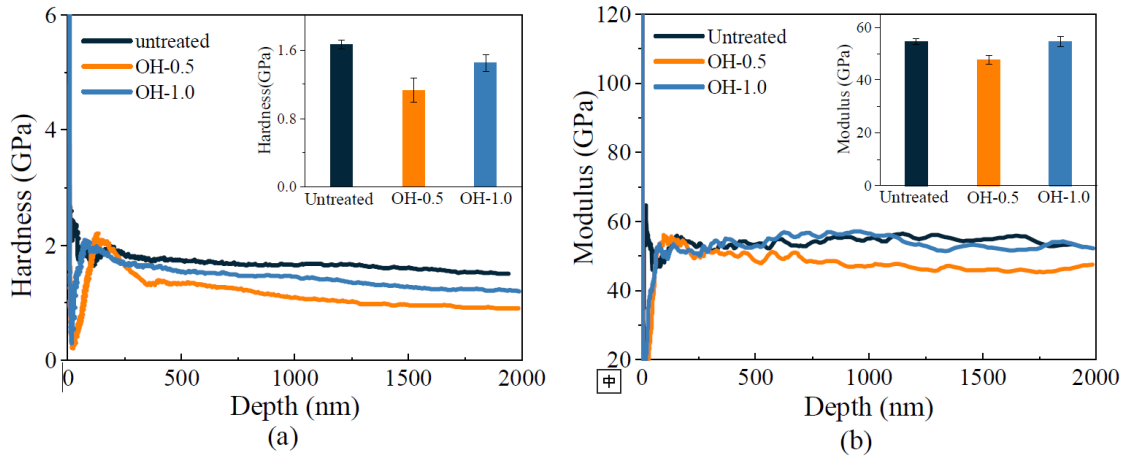 6
4
2
0
Hardness (GPa)
untreated
OH-0.5
OH-1.0
1.6
0.8
0.0
Hardness(GPa)
Untreated OH-0.5 OH-1.0
0 500 1000 1500 2000
Depth (nm)
(a)
120
100
80
60
40
20
Modulus (GPa)
Untreated
OH-0.5
OH-1.0
60
40
20
0
Modulus (GPa)
Untreated OH-0.5 OH-1.0
中
0 500 1000 1500 2000
Depth (nm)
(b)